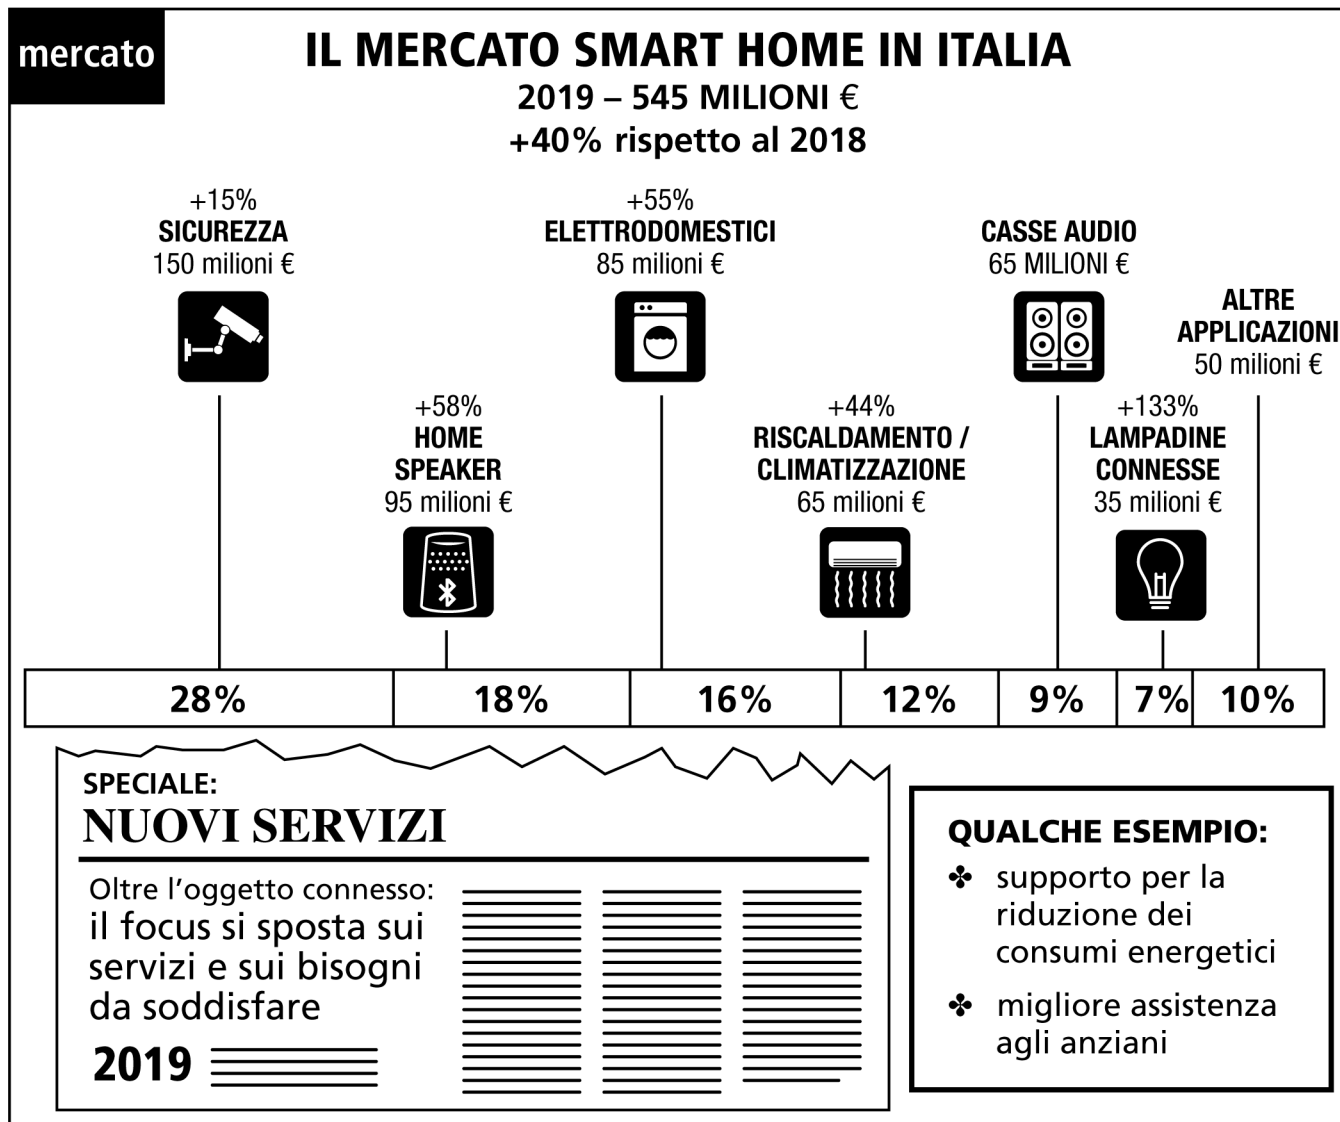 mercato
IL MERCATO SMART HOME IN ITALIA
2019 – 545 MILIONI €
+40% rispetto al 2018
+15%
SICUREZZA
150 milioni €
+58%
HOME
SPEAKER
95 milioni €
+55%
ELETTRODOMESTICI
85 milioni €
+44%
RISCALDAMENTO /
CLIMATIZZAZIONE
65 milioni €
CASSE AUDIO
65 MILIONI €
+133%
LAMPADINE
CONNESSE
35 milioni €
ALTRE
APPLICAZIONI
50 milioni €
28% 18% 16% 12% 9% 7% 10%
SPECIALE:
NUOVI SERVIZI
Oltre l'oggetto connesso:
il focus si sposta sui
servizi e sui bisogni
da soddisfare
2019
QUALCHE ESEMPIO:
✤ supporto per la
riduzione dei
consumi energetici
✤ migliore assistenza
agli anziani